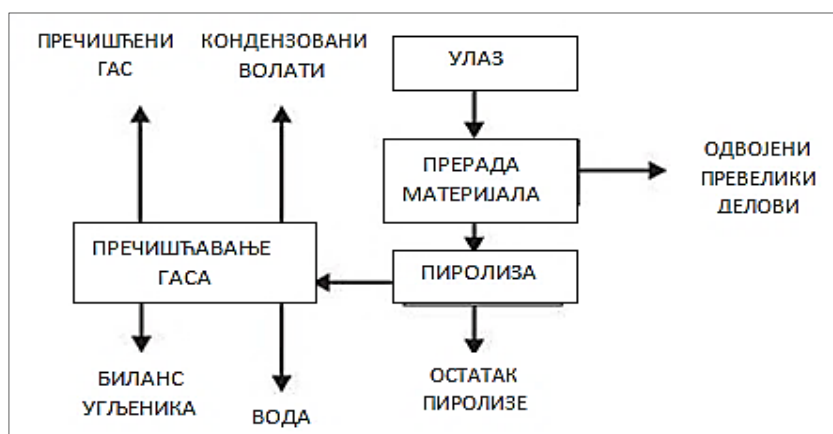 ПРЕЧИШЋЕНИ
ГАС
КОНДЕНЗОВАНИ
ВОЛАТИ
УЛАЗ
ПРЕРАДА
МАТЕРИЈАЛА
ОДВОЈЕНИ
ПРЕВЕЛИКИ
ДЕЛОВИ
ПРЕЧИШЋАВАЊЕ
ГАСА
ПИРОЛИЗА
БИЛАНС
УГЉЕНИКА
ВОДА
ОСТАТАК
ПИРОЛИЗЕ